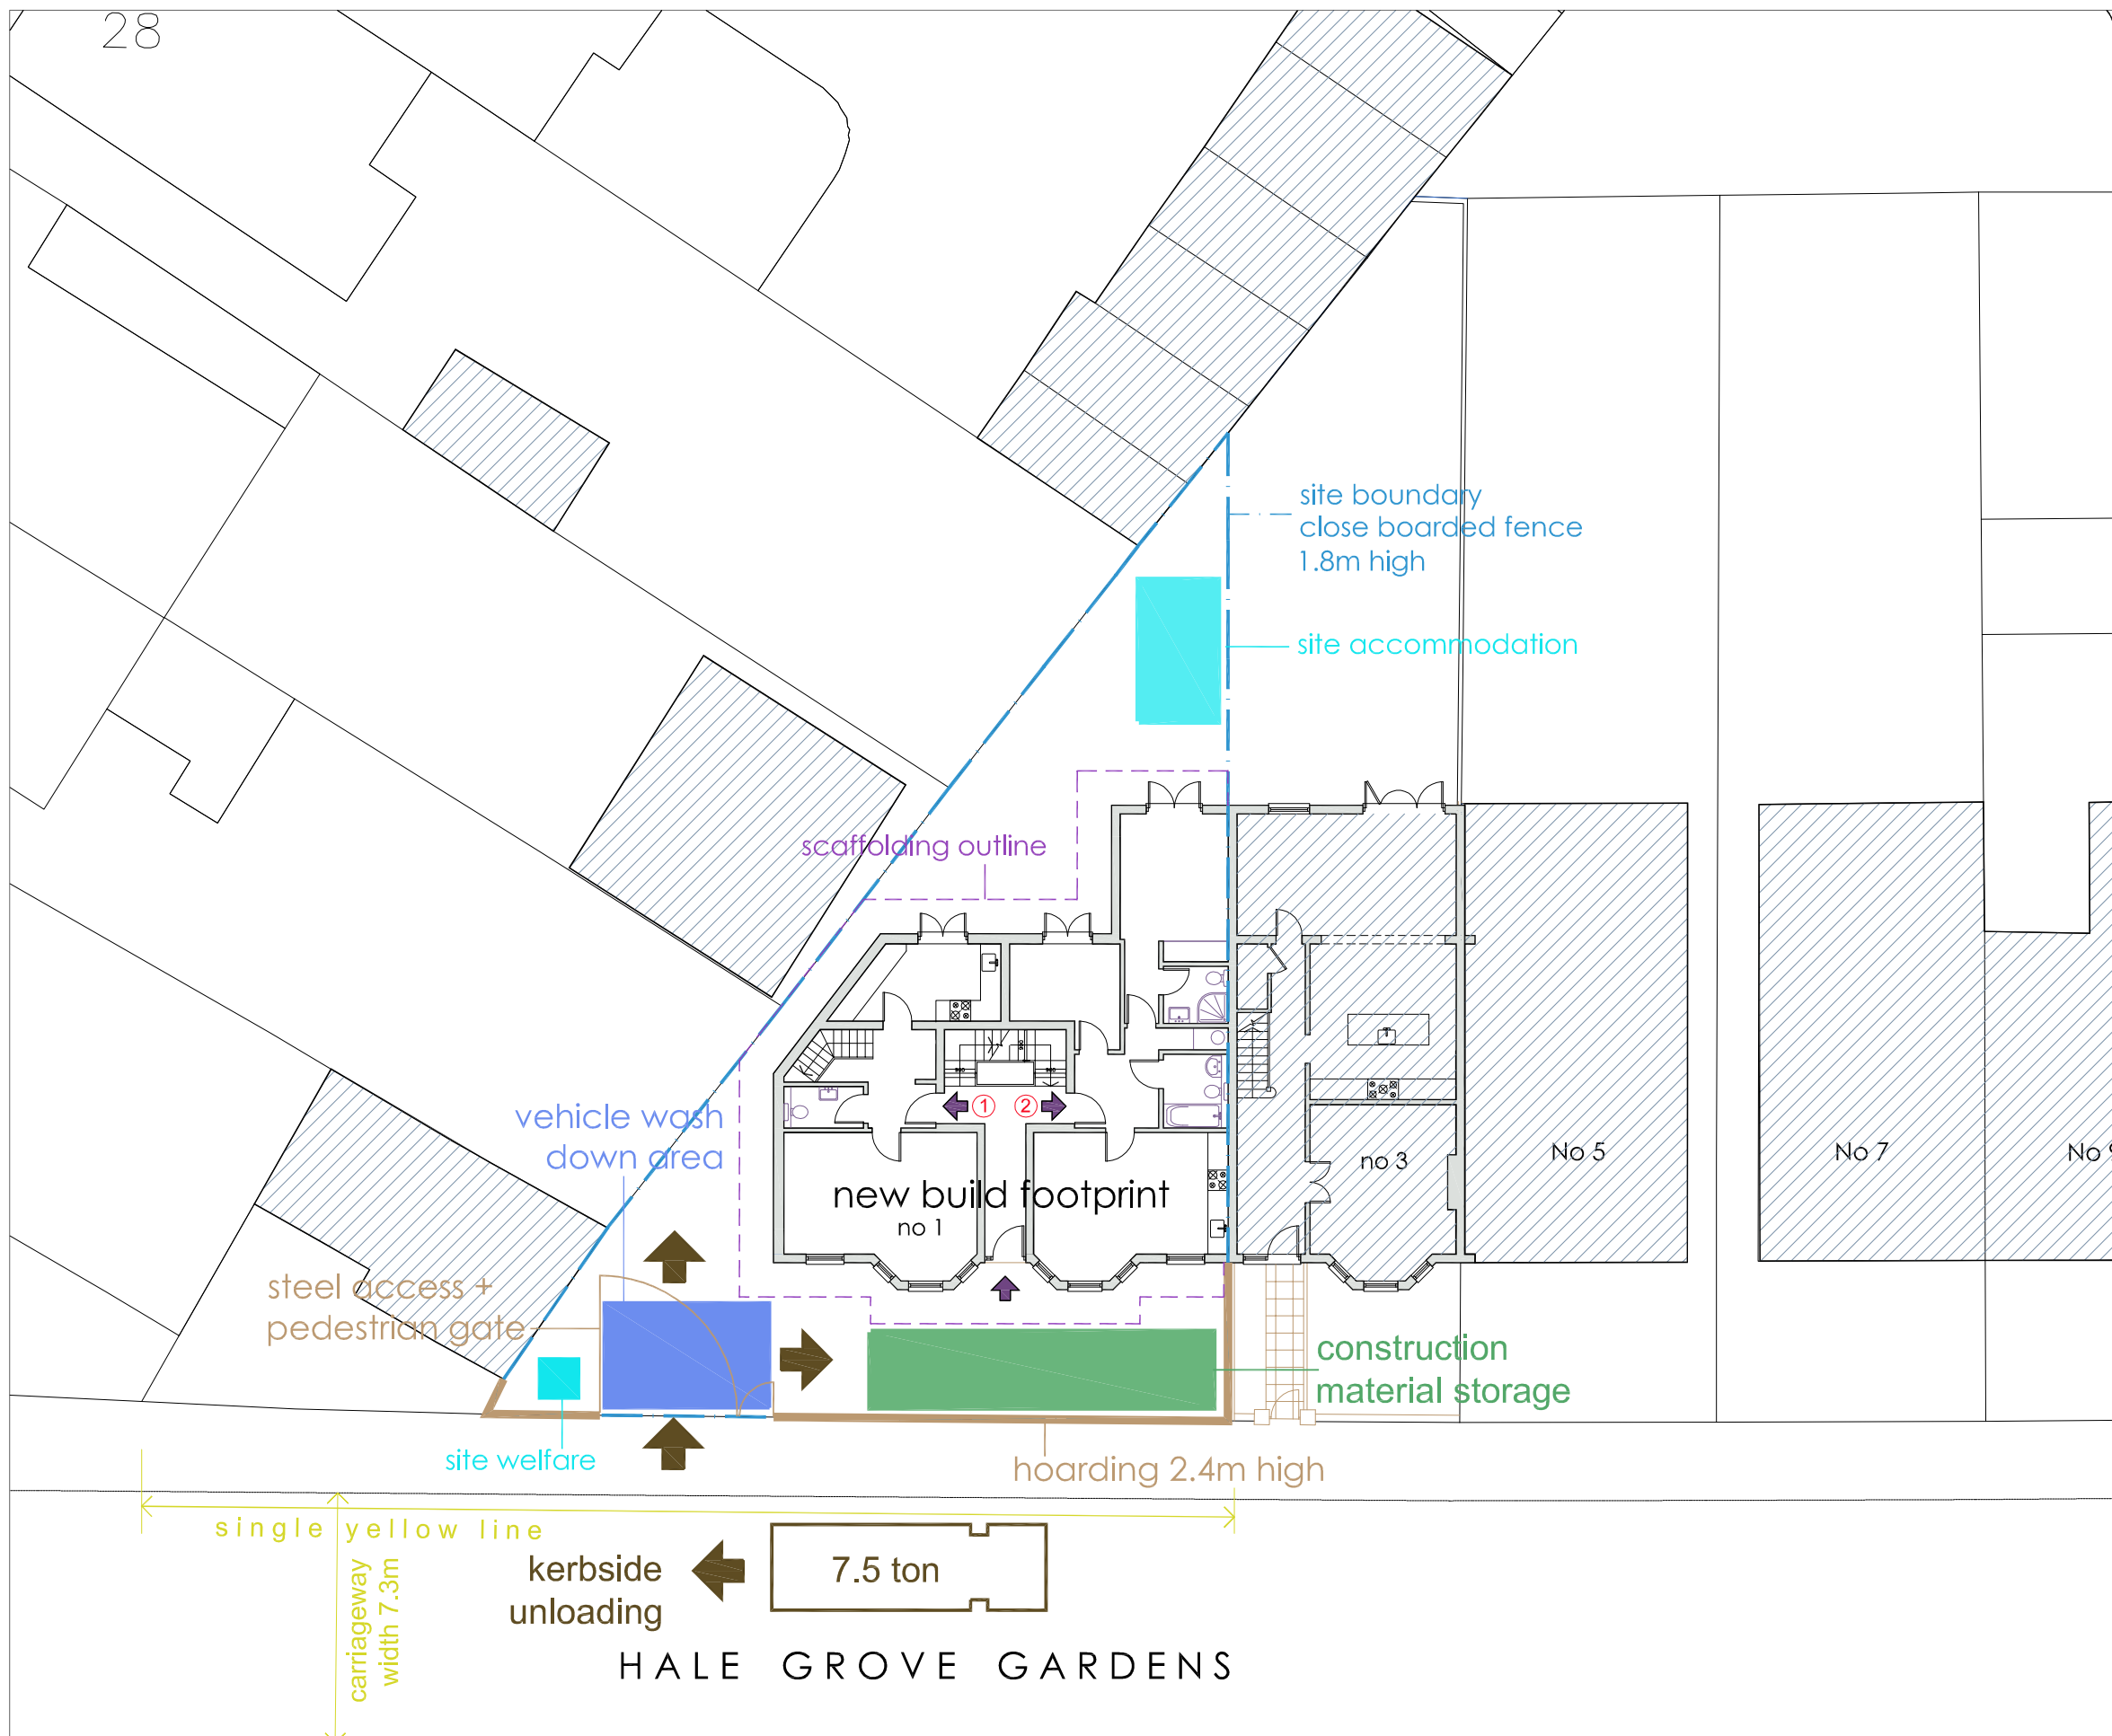 28
site boundary
close boarded fence
1.8m high
site accommodation
scaffolding outline
vehicle wash
down area
1 2
new build footprint
no 1
no 3
No 5
No 7
No
steel access +
pedestrian gate
construction
material storage
site welfare
hoarding 2.4m high
single yellow line
carriageway
width 7.3m
kerbside
unloading
7.5 ton
HALE GROVE GARDENS